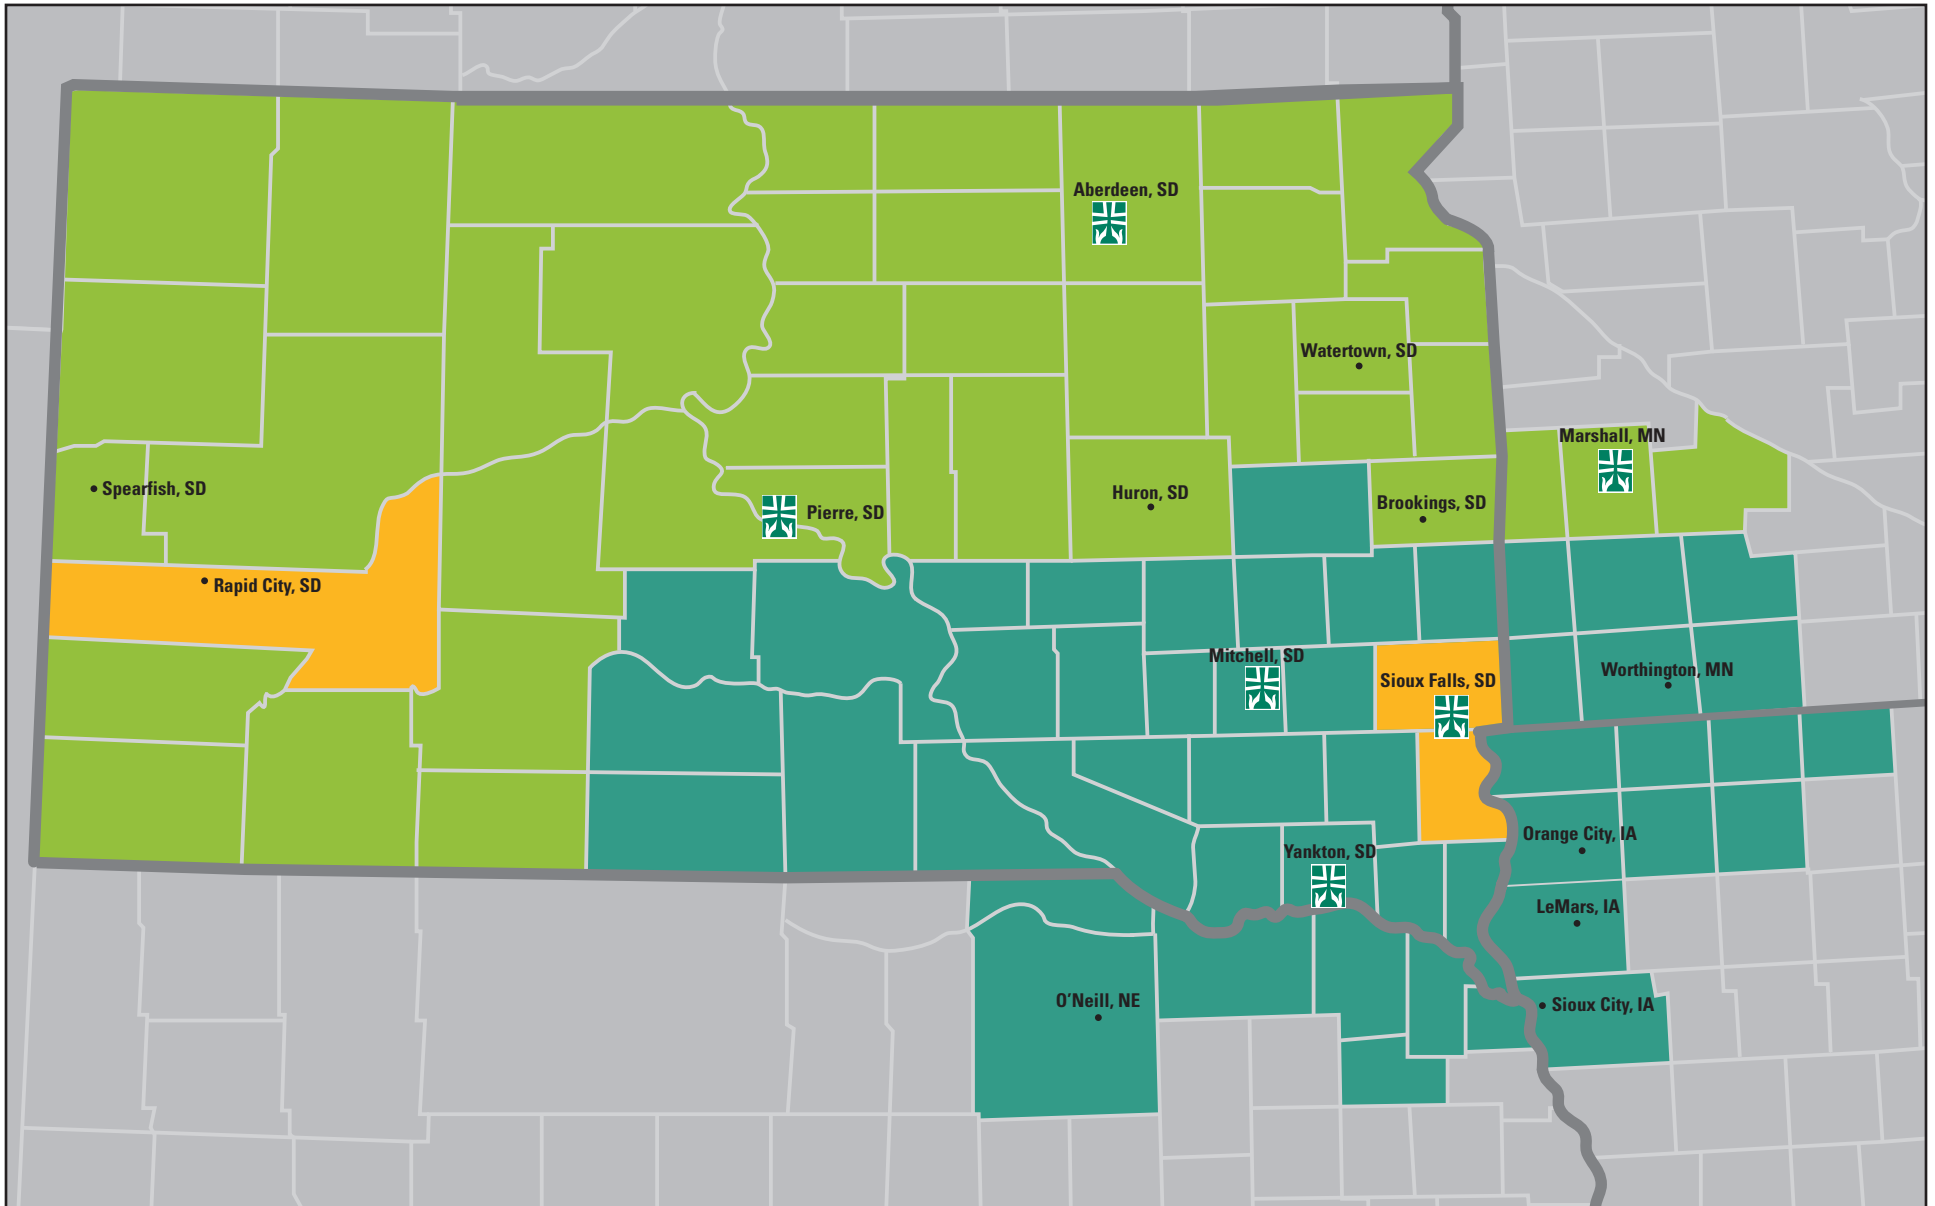 Aberdeen, SD
Watertown, SD
Marshall, MN
Spearfish, SD
Huron, SD
Brookings, SD
Pierre, SD
Rapid City, SD
Mitchell, SD
Sioux Falls, SD
Worthington, MN
Orange City, IA
Yankton, SD
LeMars, IA
O'Neill, NE
Sioux City, IA